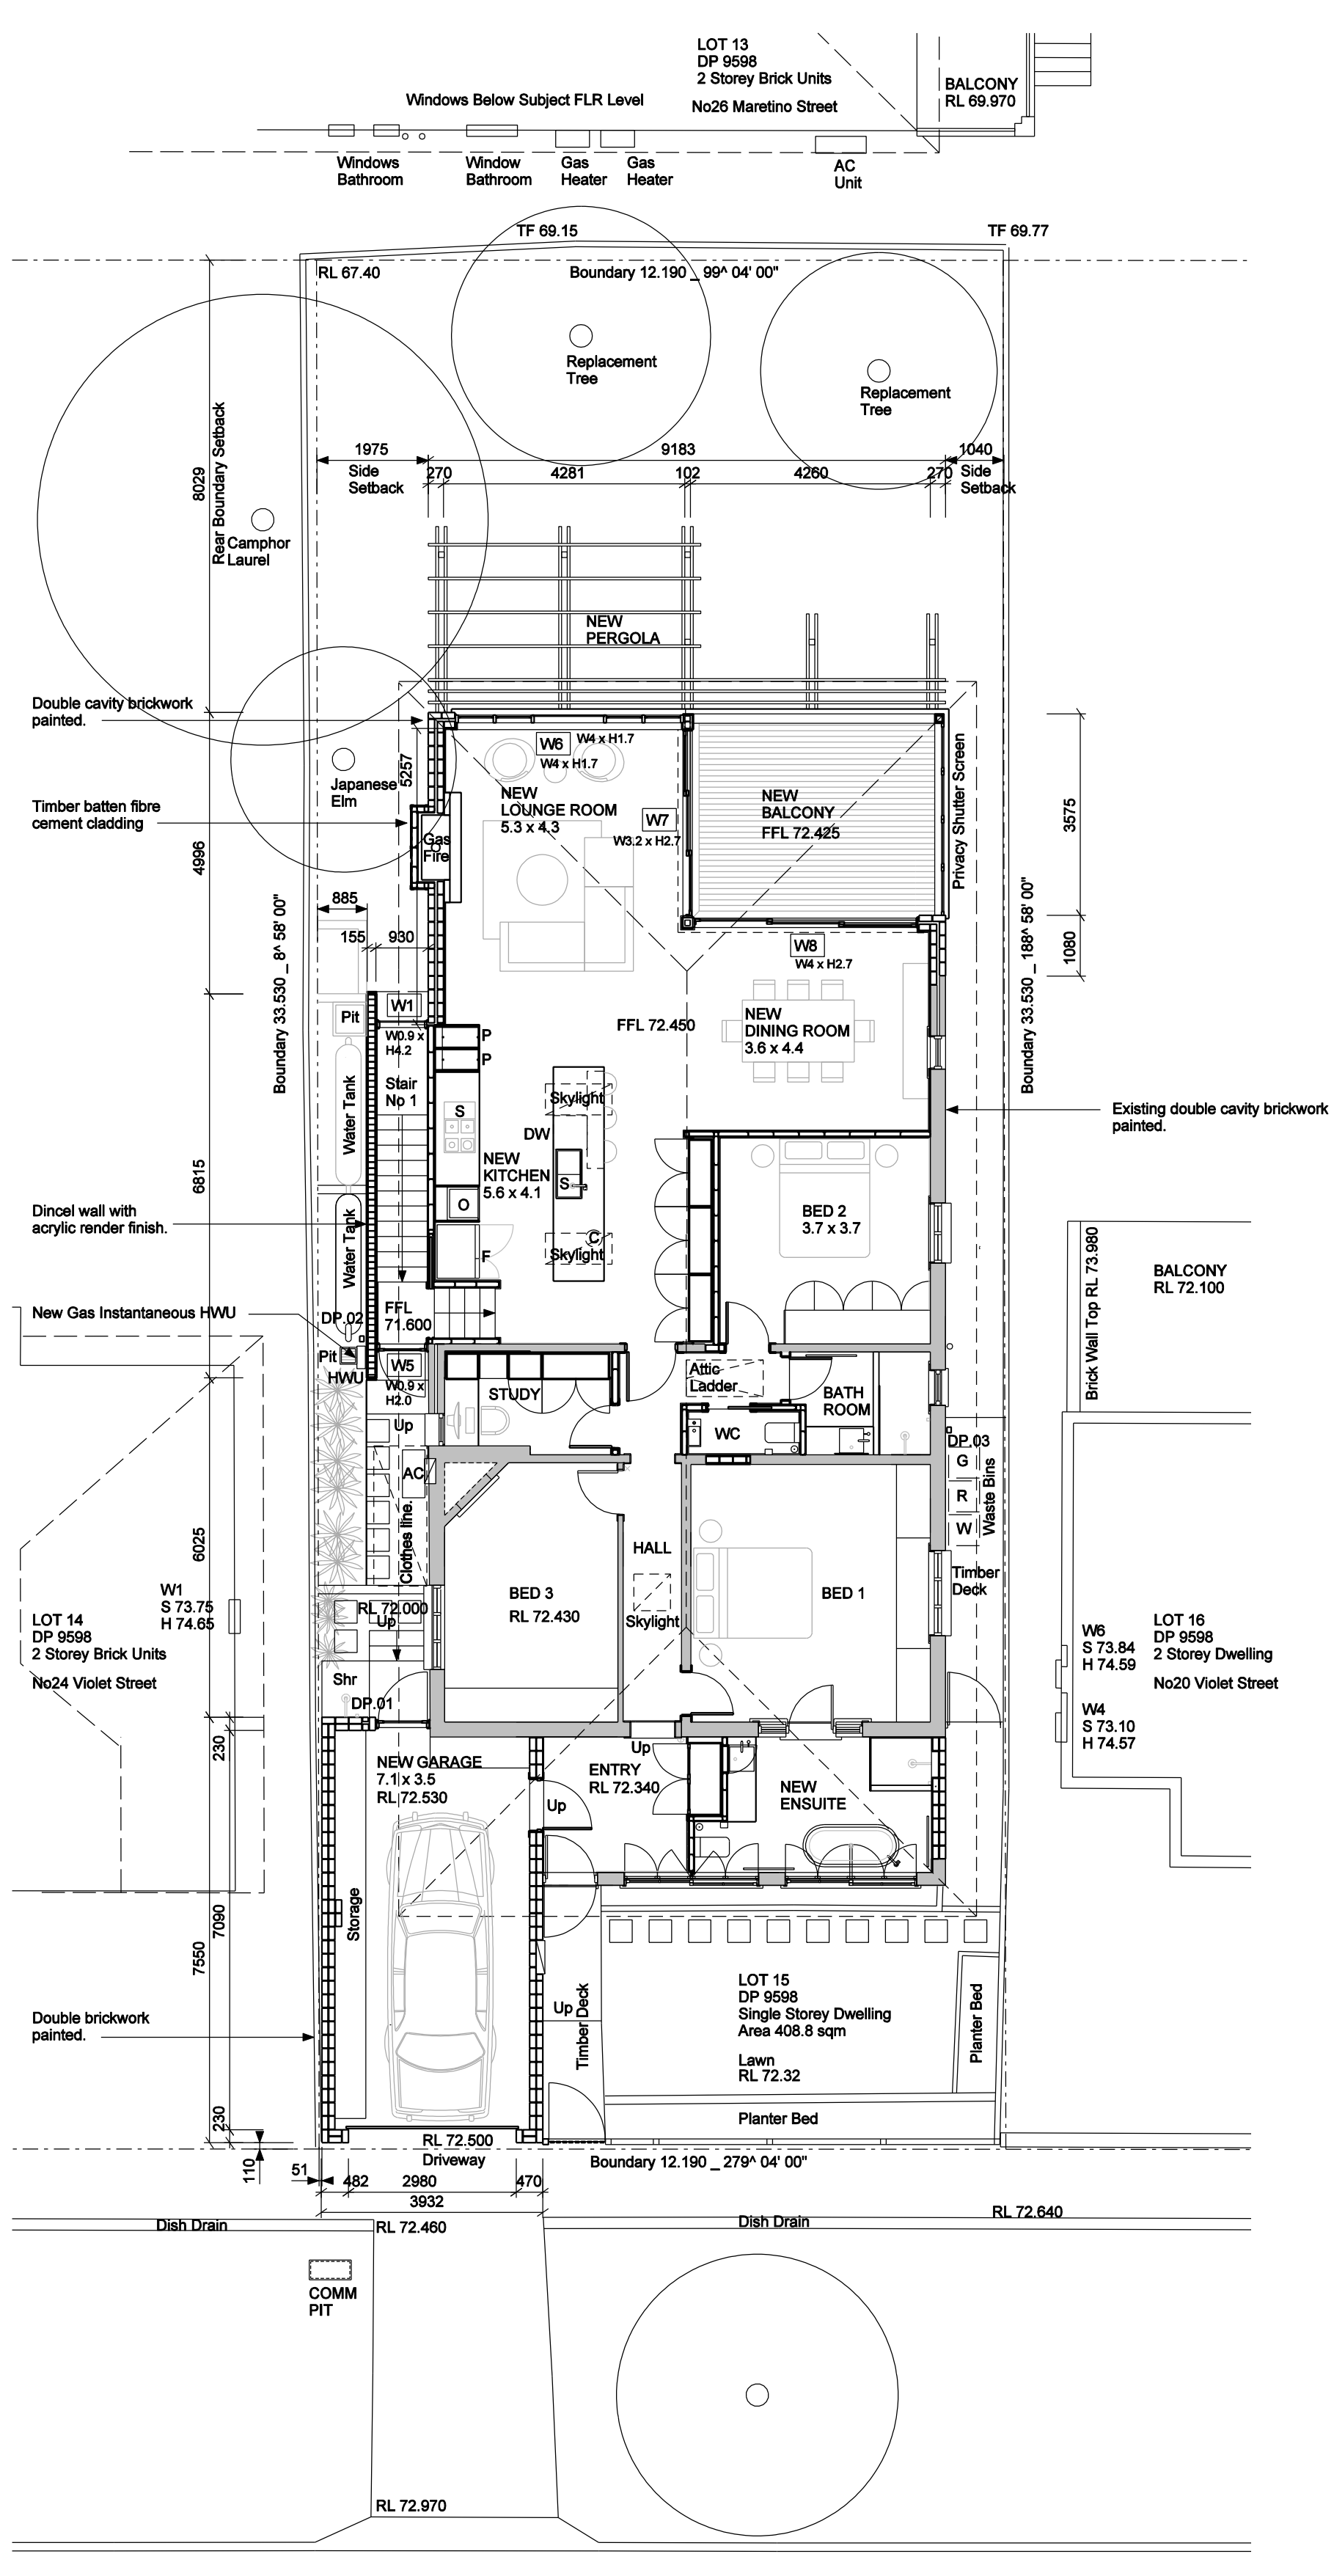 LOT 13
DP 9598
2 Storey Brick Units
No26 Maretino Street
BALCONY
RL 69.970
Windows Below Subject FLR Level
Windows
Bathroom
Window
Bathroom
Gas
Heater
Gas
Heater
AC
Unit
TF 69.15
TF 69.77
RL 67.40
Boundary 12.190 _ 99^ 04' 00"
Replacement
Tree
Replacement
Tree
1975
9183
1040
Side
Setback
270
4281
102
4260
270
Side
Setback
8029
Rear Boundary Setback
Camphor
Laurel
NEW
PERGOLA
Double cavity brickwork
painted.
Japanese
Elm
5257
W6
W4 x H1.7
W4 x H1.7
NEW
LOUNGE ROOM
5.3 x 4.3
W7
W3.2 x H2.7
NEW
BALCONY
FFL 72.425
Privacy Shutter Screen
3575
Timber batten fibre
cement cladding
Gas
Fire
4996
885
155
930
Boundary 33.530 _ 8^ 58' 00"
W8
W4 x H2.7
1080
Boundary 33.530 _ 188^ 58' 00"
Pit
W1
W0.9 x
H4.2
P
P
FFL 72.450
NEW
DINING ROOM
3.6 x 4.4
Stair
No 1
Water Tank
S
Skylight
DW
Existing double cavity brickwork
painted.
6815
NEW
KITCHEN
5.6 x 4.1
S
O
BED 2
3.7 x 3.7
Dincel wall with
acrylic render finish.
Water Tank
C
F
Skylight
Brick Wall Top RL 73.980
BALCONY
RL 72.100
New Gas Instantaneous HWU
DP.02
FFL
71.600
Pit
HWU
W5
W0.9 x
H2.0
STUDY
Attic
Ladder
BATH
ROOM
WC
Up
DP.03
G
R
W
Waste Bins
AC
Clothes line.
6025
HALL
Timber
Deck
W1
S 73.75
H 74.65
LOT 14
DP 9598
2 Storey Brick Units
No24 Violet Street
RL 72.000
Up
BED 3
RL 72.430
Skylight
BED 1
W6
S 73.84
H 74.59
LOT 16
DP 9598
2 Storey Dwelling
No20 Violet Street
W4
S 73.10
H 74.57
Shr
DP.01
230
NEW GARAGE
7.1 x 3.5
RL 72.530
Up
ENTRY
RL 72.340
Up
NEW
ENSUITE
Storage
7090
7550
LOT 15
DP 9598
Single Storey Dwelling
Area 408.8 sqm
Lawn
RL 72.32
Up
Timber Deck
Planter Bed
Double brickwork
painted.
230
Planter Bed
110
RL 72.500
Driveway
Boundary 12.190 _ 279^ 04' 00"
51
482
2980
470
3932
Dish Drain
RL 72.460
Dish Drain
RL 72.640
COMM
PIT
RL 72.970